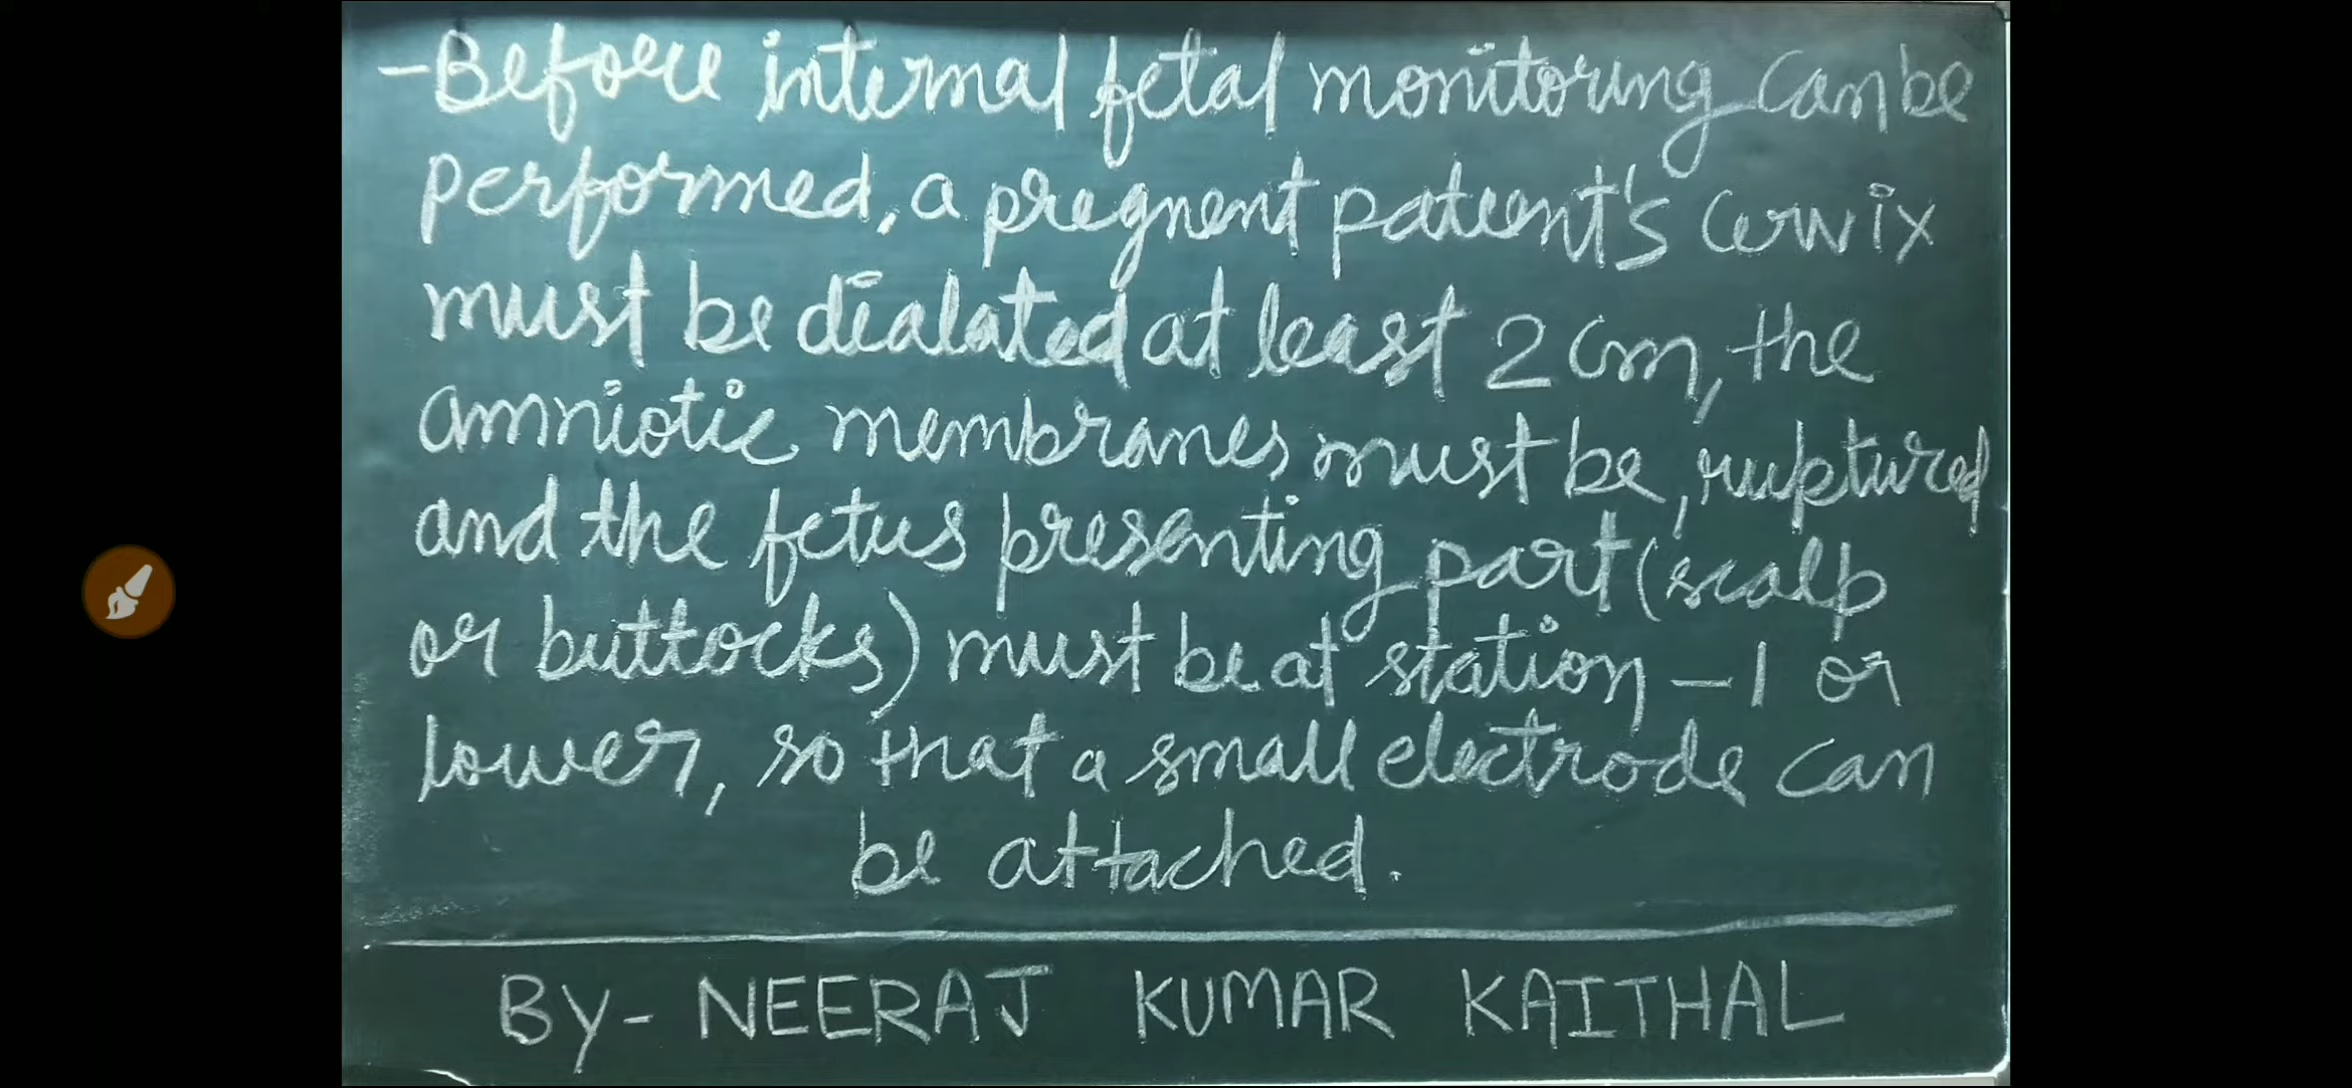 -Before internal fetal monitoring can be
performed, a pregnent patient's cervix
must be dialated at least 2 cm, the
amniotic membranes must be, ruptured
and the fetus presenting part (scalp
or buttocks) must be at station -1 or
lower, so that a small electrode can
be attached.
BY- NEERAJ KUMAR KAITHAL